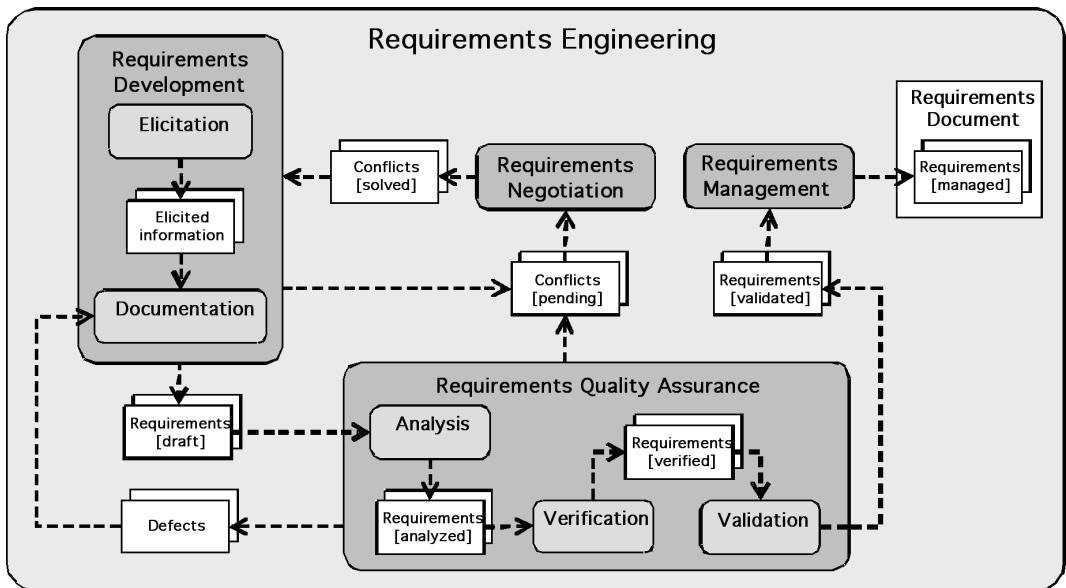 Requirements Engineering
Requirements
Development
Elicitation
Elicited
information
Documentation
Conflicts
[solved]
Requirements
Negotiation
Requirements
Management
Requirements
Document
Requirements
[managed]
Conflicts
[pending]
Requirements
[validated]
Requirements
[draft]
Defects
Requirements Quality Assurance
Analysis
Requirements
[analyzed]
Verification
Requirements
[verified]
Validation